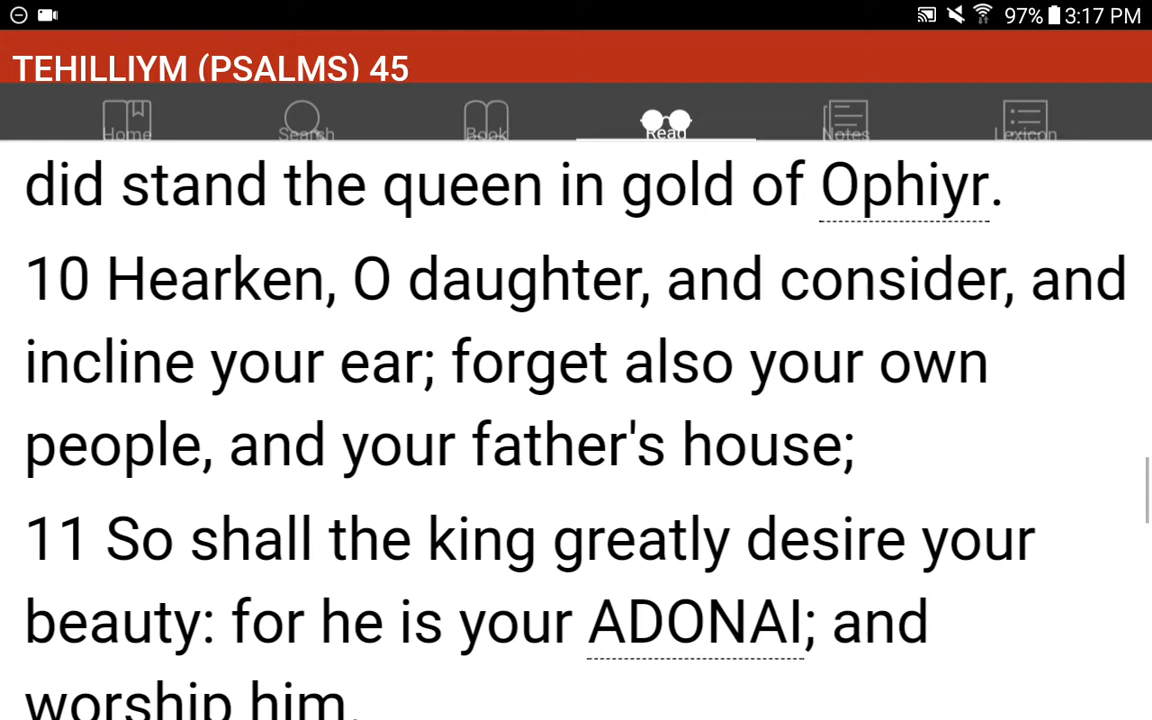 97% 3:17 PM
TEHILLIYM (PSALMS) 45
Home Search Book Read Notes Lexicon
did stand the queen in gold of Ophiyr.
10 Hearken, O daughter, and consider, and
incline your ear; forget also your own
people, and your father's house;
11 So shall the king greatly desire your
beauty: for he is your ADONAI; and
worship him.